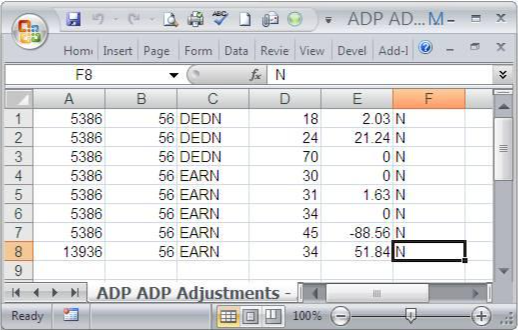 ADP AD... M
Home Insert Page Form Data Revie View Devel Add-I
F8 fx N
A B C D E F
1 5386 56 DEDN 18 2.03 N
2 5386 56 DEDN 24 21.24 N
3 5386 56 DEDN 70 0 N
4 5386 56 EARN 30 0 N
5 5386 56 EARN 31 1.63 N
6 5386 56 EARN 34 0 N
7 5386 56 EARN 45 -88.56 N
8 13936 56 EARN 34 51.84 N
9
ADP ADP Adjustments -
Ready 100%